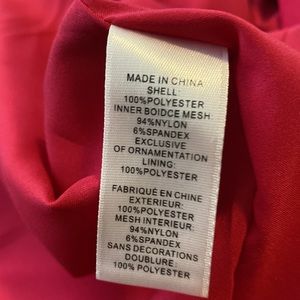 MADE IN CHINA
SHELL:
100%POLYESTER
INNER BOIDCE MESH:
94%NYLON
6%SPANDEX
EXCLUSIVE
OF ORNAMENTATION
LINING:
100%POLYESTER
FABRIQUÉ EN CHINE
EXTERIEUR:
100%POLYESTER
MESH INTERIEUR:
94%NYLON
6%SPANDEX
SANS DECORATIONS
DOUBLURE:
100%POLYESTER